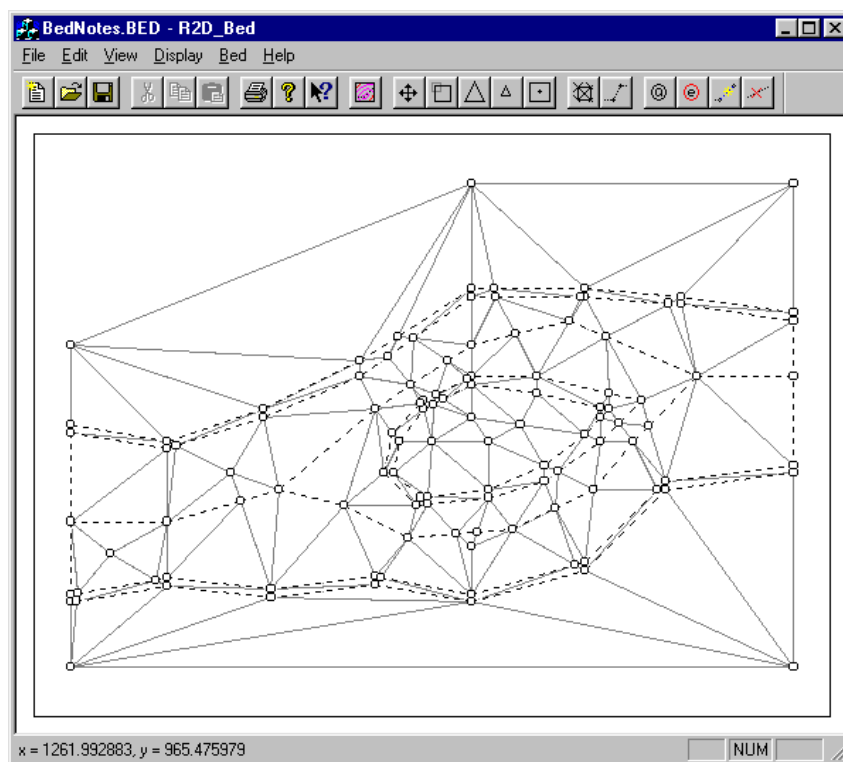 BedNotes.BED - R2D_Bed
File Edit View Display Bed Help
@ e
x = 1261.992883, y = 965.475979 NUM